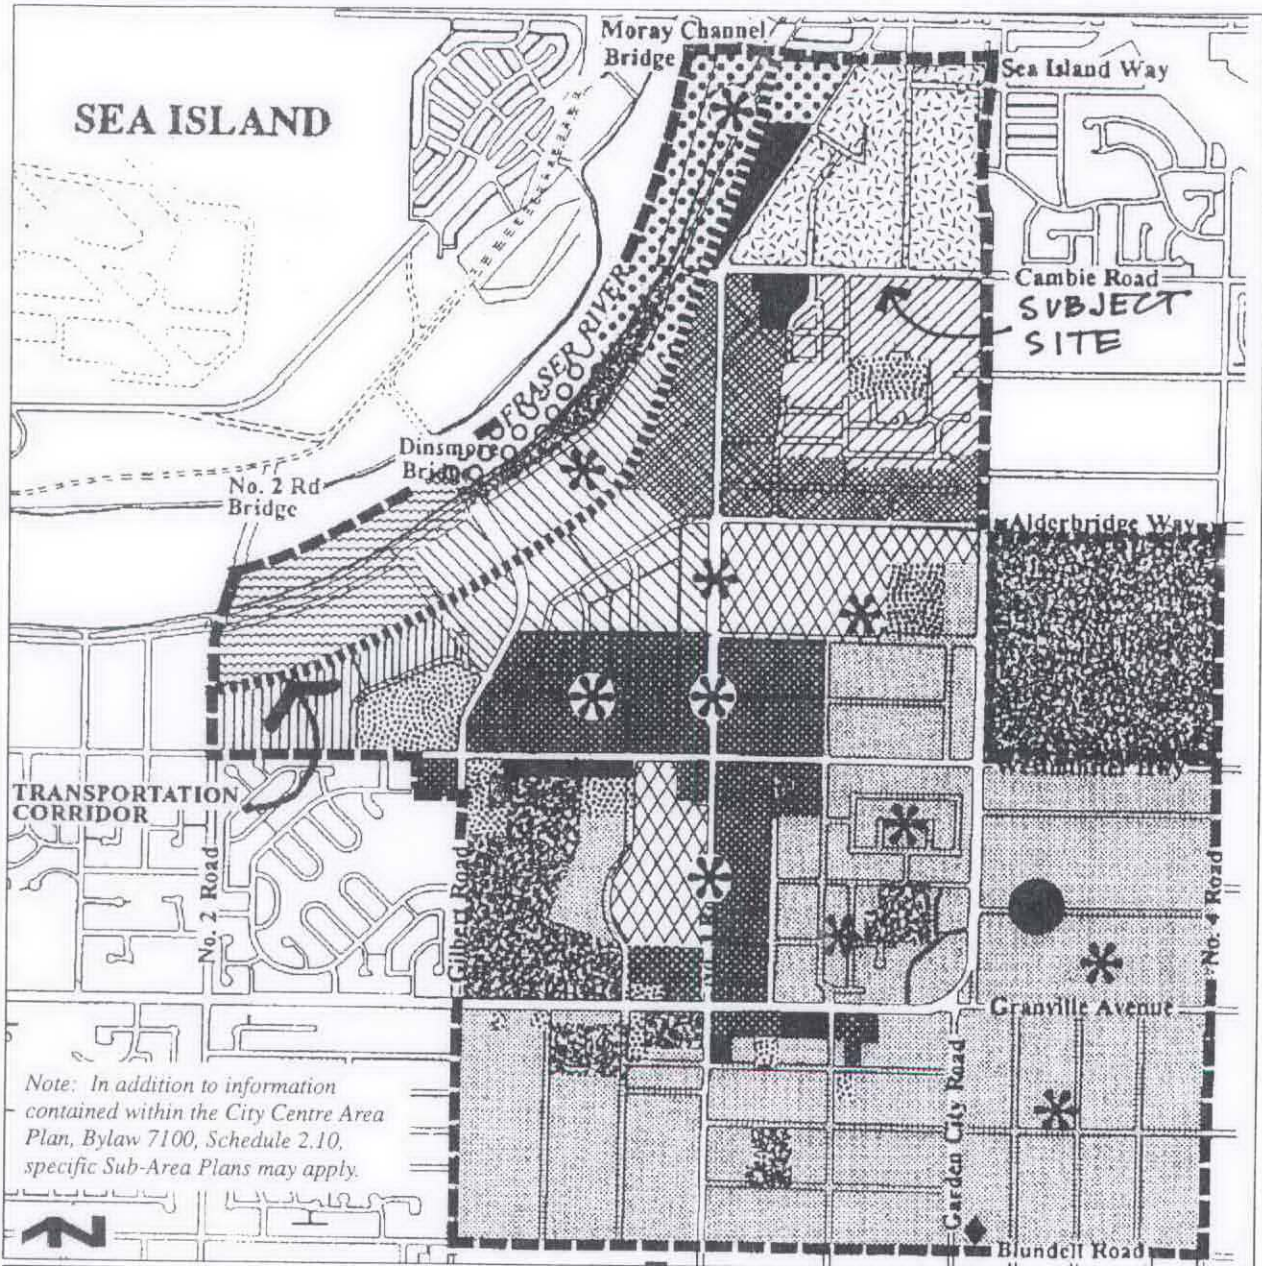 Moray Channel
Bridge
Sea Island Way
SEA ISLAND
Cambie Road
SUBJECT
SITE
FRASER RIVER
Dinsmore
Bridge
No. 2 Rd
Bridge
Alderbridge Way
Westminster Hwy
TRANSPORTATION
CORRIDOR
No. 2 Road
Gilbert Road
No. 4 Road
Granville Avenue
Garden City Road
Note: In addition to information
contained within the City Centre Area
Plan, Bylaw 7100, Schedule 2.10,
specific Sub-Area Plans may apply.
N
Blundell Road